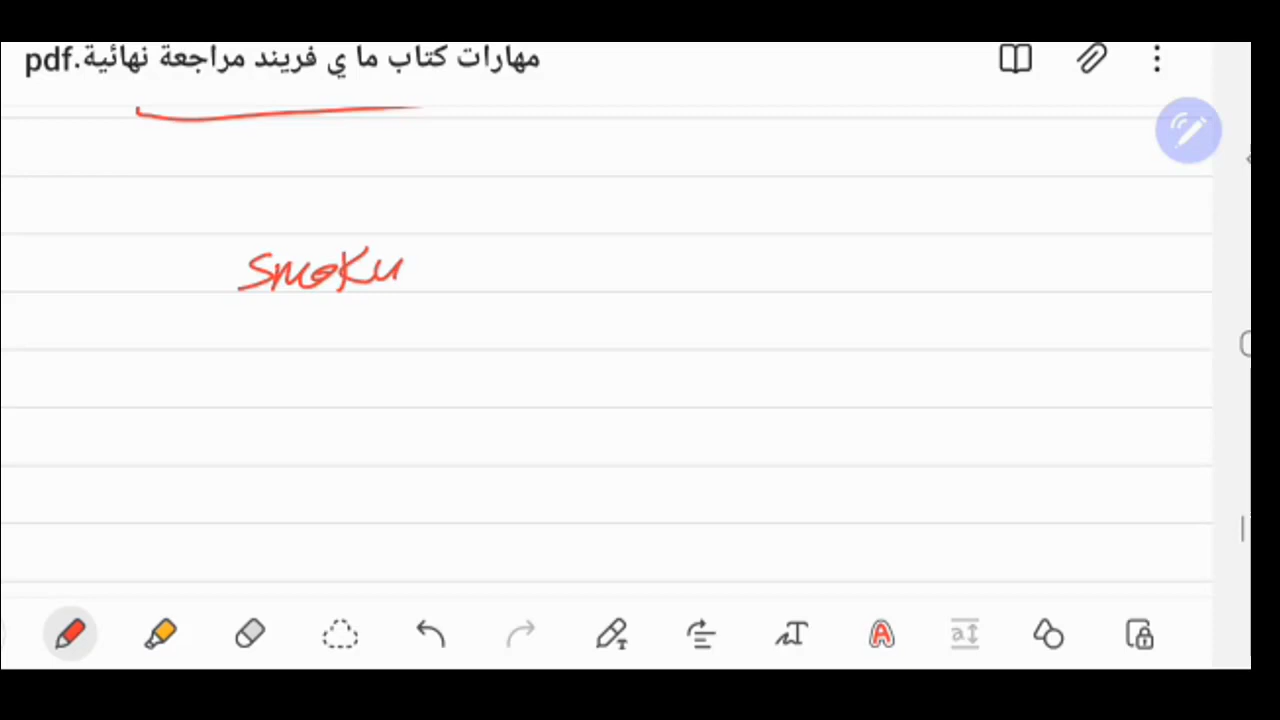 مهارات كتاب ما ي فريند مراجعة نهائية.pdf
smoku